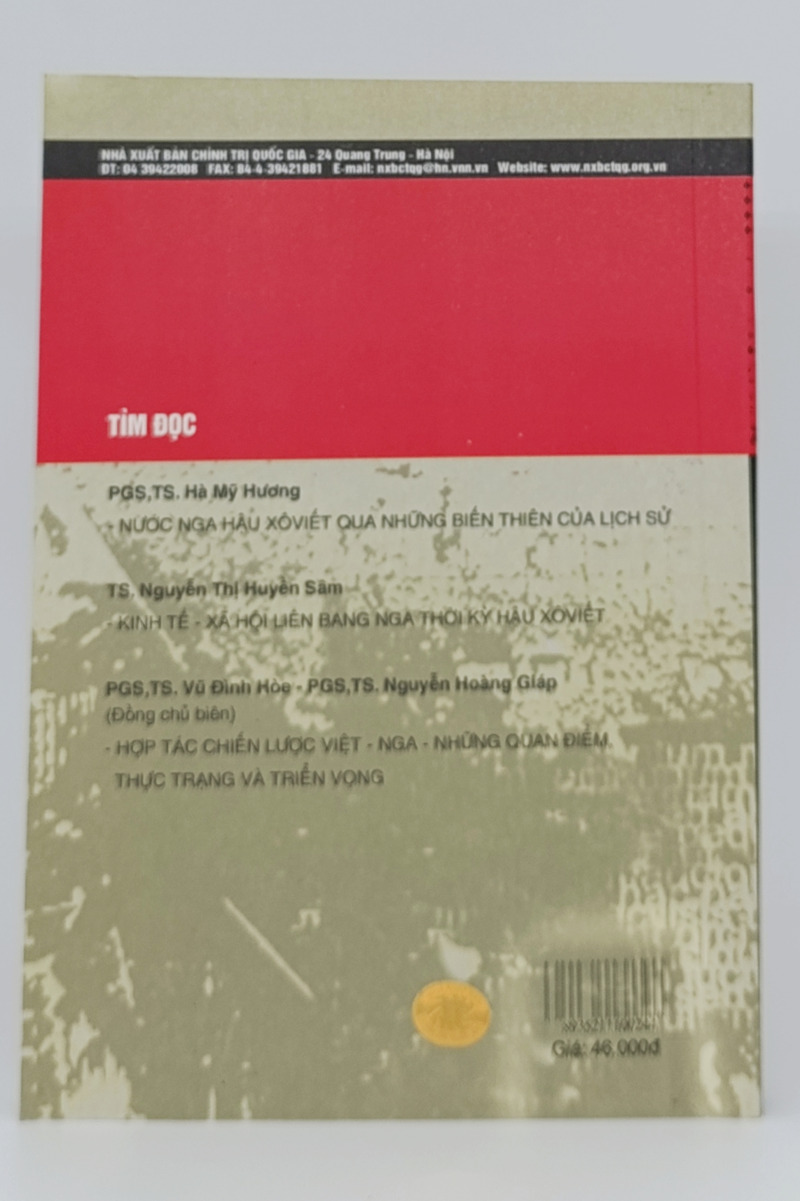 NHÀ XUẤT BẢN CHÍNH TRỊ QUỐC GIA - 24 Quang Trung - Hà Nội
ĐT: 04 39422008 FAX: 84-4-39421881 E-mail: nxbctqg@hn.vnn.vn Website: www.nxbctqg.org.vn
TÌM ĐỌC
PGS,TS. Hà Mỹ Hương
- NƯỚC NGA HẬU XÔVIẾT QUA NHỮNG BIẾN THIÊN CỦA LỊCH SỬ
TS. Nguyễn Thị Huyền Sâm
- KINH TẾ - XÃ HỘI LIÊN BANG NGA THỜI KỲ HẬU XÔVIẾT
PGS,TS. Vũ Đình Hòe - PGS,TS. Nguyễn Hoàng Giáp
(Đồng chủ biên)
- HỢP TÁC CHIẾN LƯỢC VIỆT - NGA - NHỮNG QUAN ĐIỂM,
THỰC TRẠNG VÀ TRIỂN VỌNG
Giá: 46.000đ